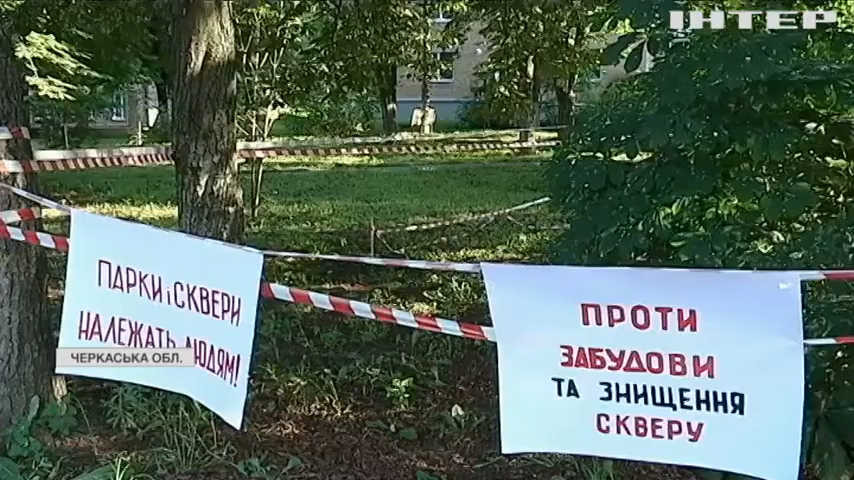 ІНТЕР
ПАРКИ і СКВЕРИ
НАЛЕЖАТЬ ЛЮДЯМ!
ЧЕРКАСЬКА ОБЛ.
ПРОТИ
ЗАБУДОВИ
ТА ЗНИЩЕННЯ
СКВЕРУ